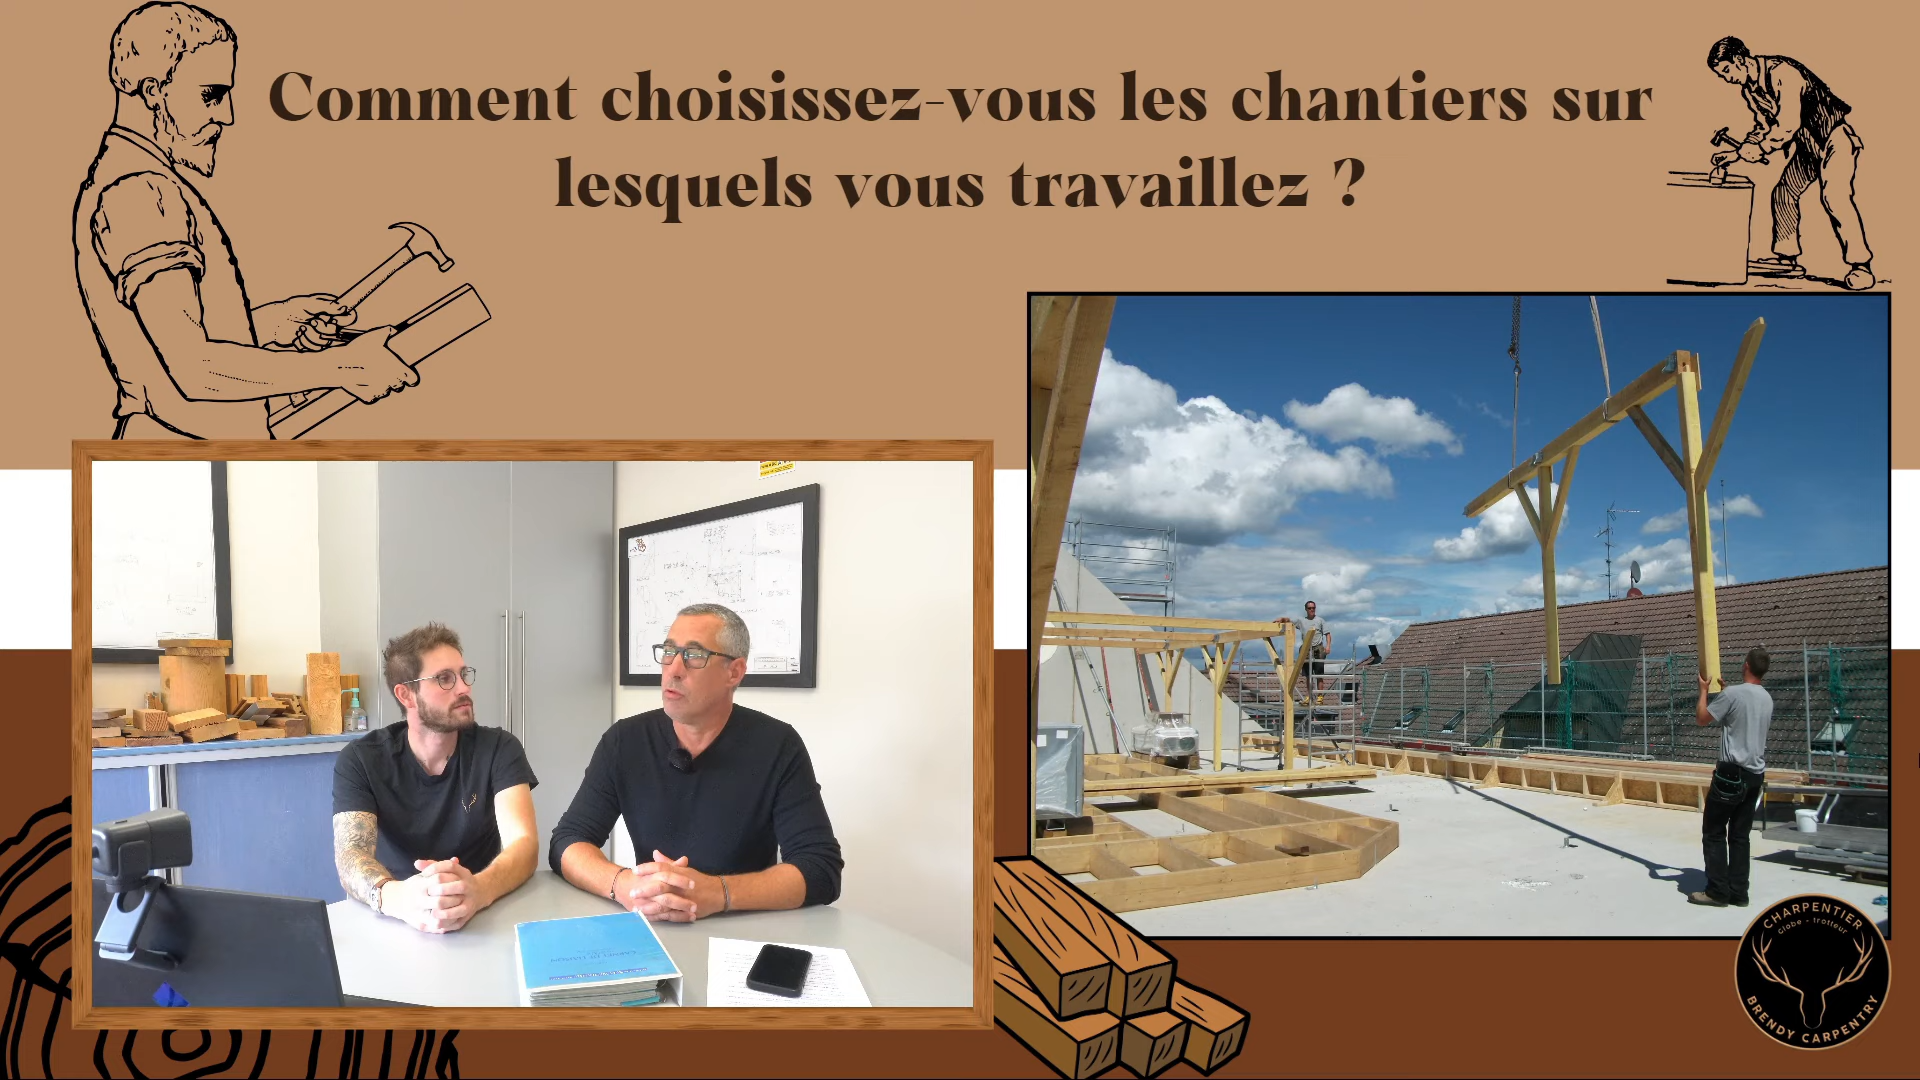 Comment choisissez-vous les chantiers sur
lesquels vous travaillez ?
CHARPENTIER
Globe - trotteur
BRENDY CARPENTRY